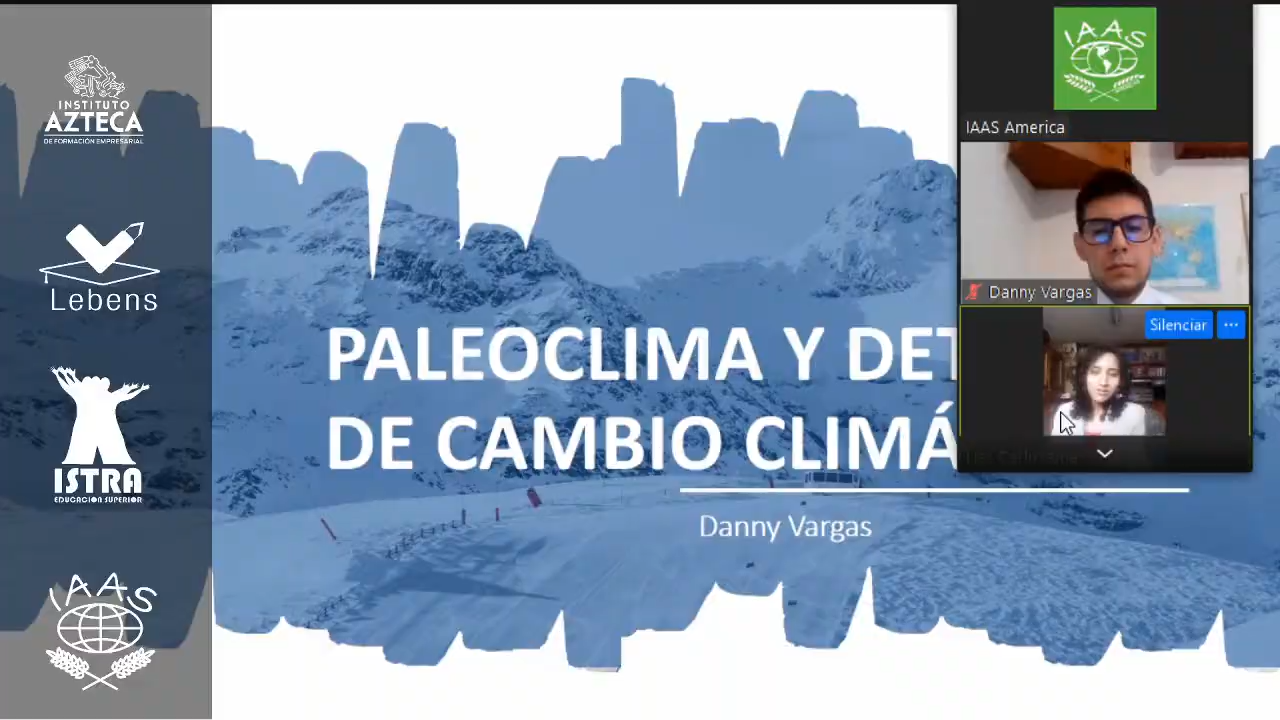 INSTITUTO
AZTECA
DE FORMACIÓN EMPRESARIAL
Lebens
ISTRA
EDUCACIÓN SUPERIOR
IAAS
PALEOCLIMA Y DET
DE CAMBIO CLIMÁ
Danny Vargas
IAAS
IAAS America
Danny Vargas
Silenciar